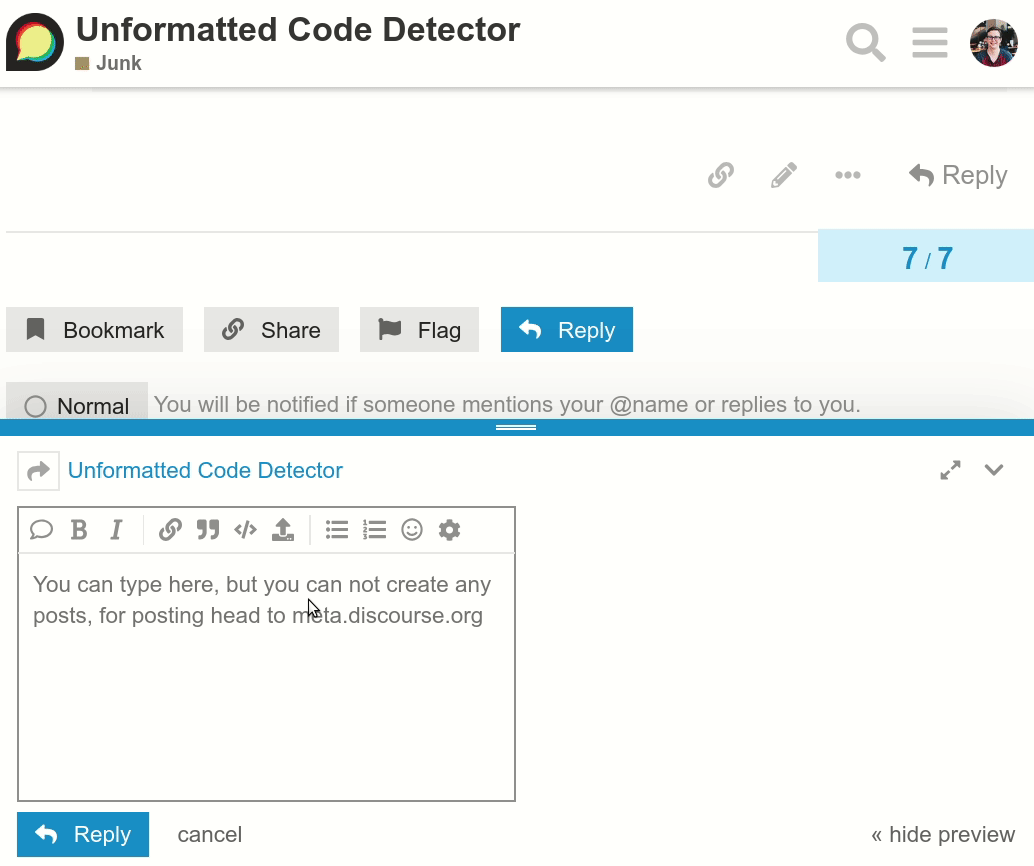 Unformatted Code Detector
Junk
Reply
7 / 7
Bookmark
Share
Flag
Reply
Normal
You will be notified if someone mentions your @name or replies to you.
Unformatted Code Detector
B I
You can type here, but you can not create any
posts, for posting head to meta.discourse.org
Reply
cancel
« hide preview